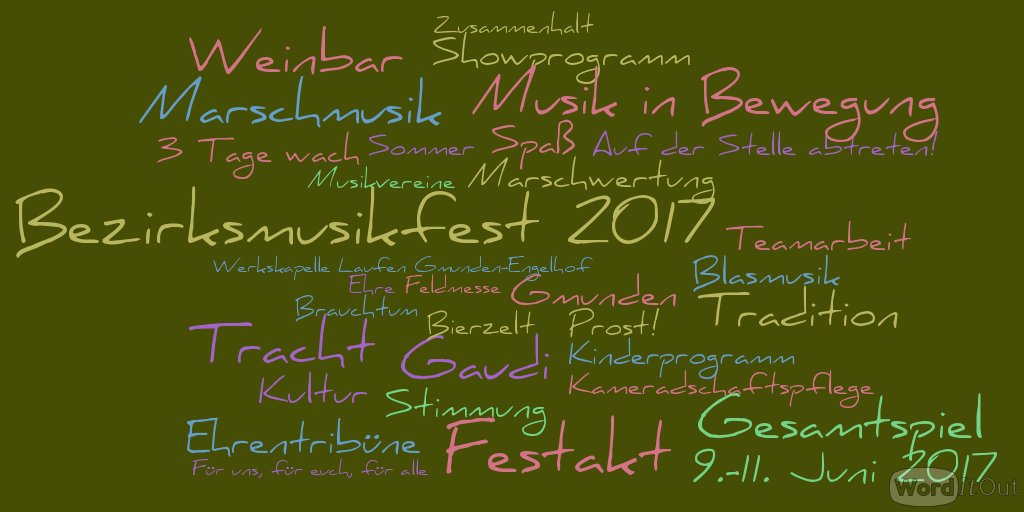 Zusammenhalt
Weinbar
Showprogramm
Marschmusik
Musik in Bewegung
3 Tage wach
Sommer
Spaß
Auf der Stelle abtreten!
Musikvereine
Marschwertung
Bezirksmusikfest 2017
Teamarbeit
Werkskapelle Laufen Gmunden-Engelhof
Blasmusik
Ehre
Feldmesse
Gmunden
Brauchtum
Tradition
Bierzelt
Prost!
Tracht
Gaudi
Kinderprogramm
Kultur
Kameradschaftspflege
Stimmung
Gesamtspiel
Ehrentribüne
Festakt
Für uns, für euch, für alle
9.-11. Juni 2017
WordItOut